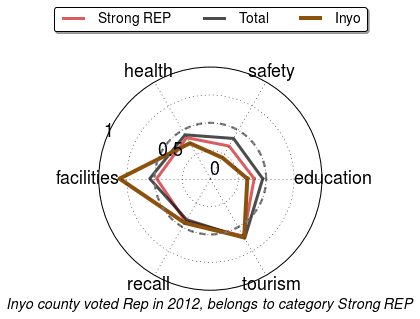 Strong REP Total Inyo
health safety
1
0.5
0
facilities education
recall tourism
Inyo county voted Rep in 2012, belongs to category Strong REP